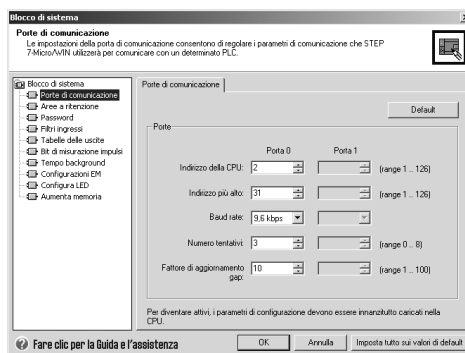 Blocco di sistema
Porte di comunicazione
Le impostazioni della porta di comunicazione consentono di regolare i parametri di comunicazione che STEP
7-Micro/WIN utilizzerà per comunicare con un determinato PLC.
Blocco di sistema
Porte di comunicazione
Aree a ritenzione
Password
Filtri ingressi
Tabelle delle uscite
Bit di misurazione impulsi
Tempo background
Configurazioni EM
Configura LED
Aumenta memoria
Porte di comunicazione
Default
Porte
Porta 0 Porta 1
Indirizzo della CPU: 2 (range 1 .. 126)
Indirizzo più alto: 31 (range 1 .. 126)
Baud rate: 9,6 kbps
Numero tentativi: 3 (range 0 .. 8)
Fattore di aggiornamento
gap: 10 (range 1 .. 100)
Per diventare attivi, i parametri di configurazione devono essere innanzitutto caricati nella
CPU.
Fare clic per la Guida e l'assistenza
OK Annulla Imposta tutto sui valori di default